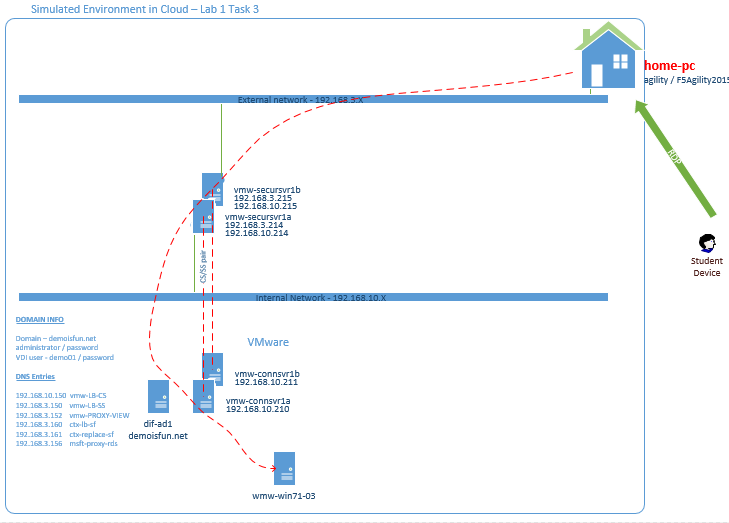 Simulated Environment in Cloud – Lab 1 Task 3
home-pc
agility / F5Agility2015
External network - 192.168.3.X
RDP
vmw-secursvr1b
192.168.3.215
192.168.10.215
vmw-secursvr1a
192.168.3.214
192.168.10.214
Student
Device
CS/SS pair
Internal Network - 192.168.10.X
DOMAIN INFO
Domain – demoisfun.net
administrator / password
VDI user - demo01 / password
DNS Entries
192.168.10.150 vmw-LB-CS
192.168.3.150 vmw-LB-SS
192.168.3.152 vmw-PROXY-VIEW
192.168.3.160 ctx-lb-sf
192.168.3.161 ctx-replace-sf
192.168.3.156 msft-proxy-rds
VMware
vmw-connsvr1b
192.168.10.211
vmw-connsvr1a
192.168.10.210
dif-ad1
demoisfun.net
wmw-win71-03